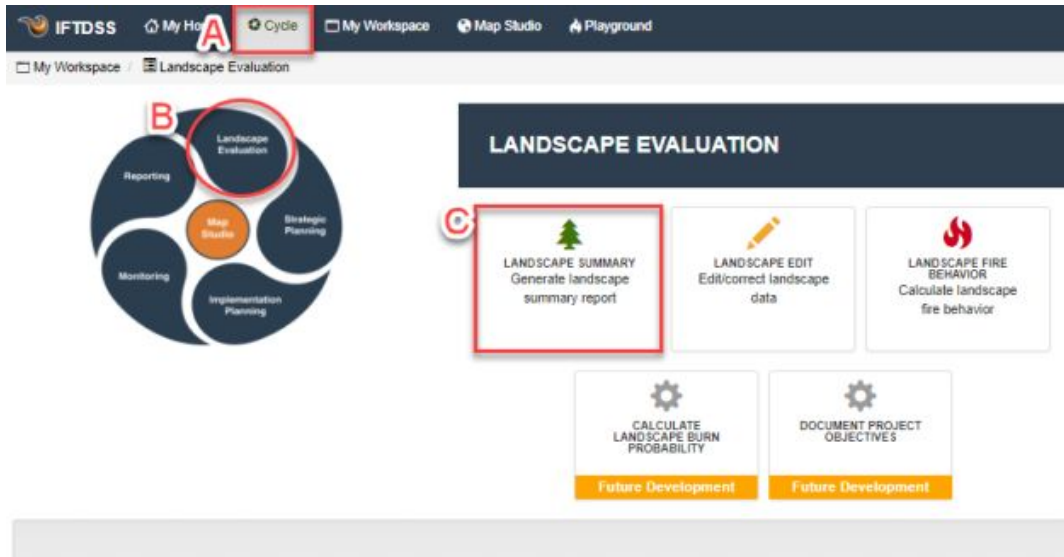 IFTDSS My Ho Cycle My Workspace Map Studio Playground
A
My Workspace / Landscape Evaluation
B
Landscape
Evaluation
Reporting
Map
Studio
Strategic
Planning
Monitoring
Implementation
Planning
LANDSCAPE EVALUATION
C
LANDSCAPE SUMMARY
Generate landscape
summary report
LANDSCAPE EDIT
Edit/correct landscape
data
LANDSCAPE FIRE
BEHAVIOR
Calculate landscape
fire behavior
CALCULATE
LANDSCAPE BURN
PROBABILITY
Future Development
DOCUMENT PROJECT
OBJECTIVES
Future Development